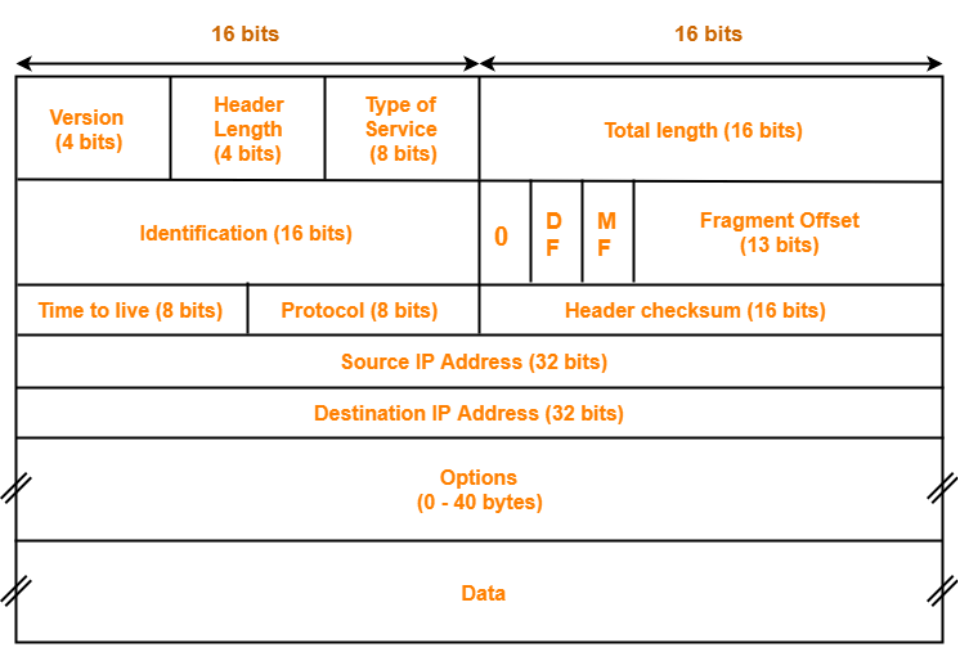 16 bits
16 bits
Version
(4 bits)
Header
Length
(4 bits)
Type of
Service
(8 bits)
Total length (16 bits)
Identification (16 bits)
0
D
F
M
F
Fragment Offset
(13 bits)
Time to live (8 bits)
Protocol (8 bits)
Header checksum (16 bits)
Source IP Address (32 bits)
Destination IP Address (32 bits)
Options
(0 - 40 bytes)
Data